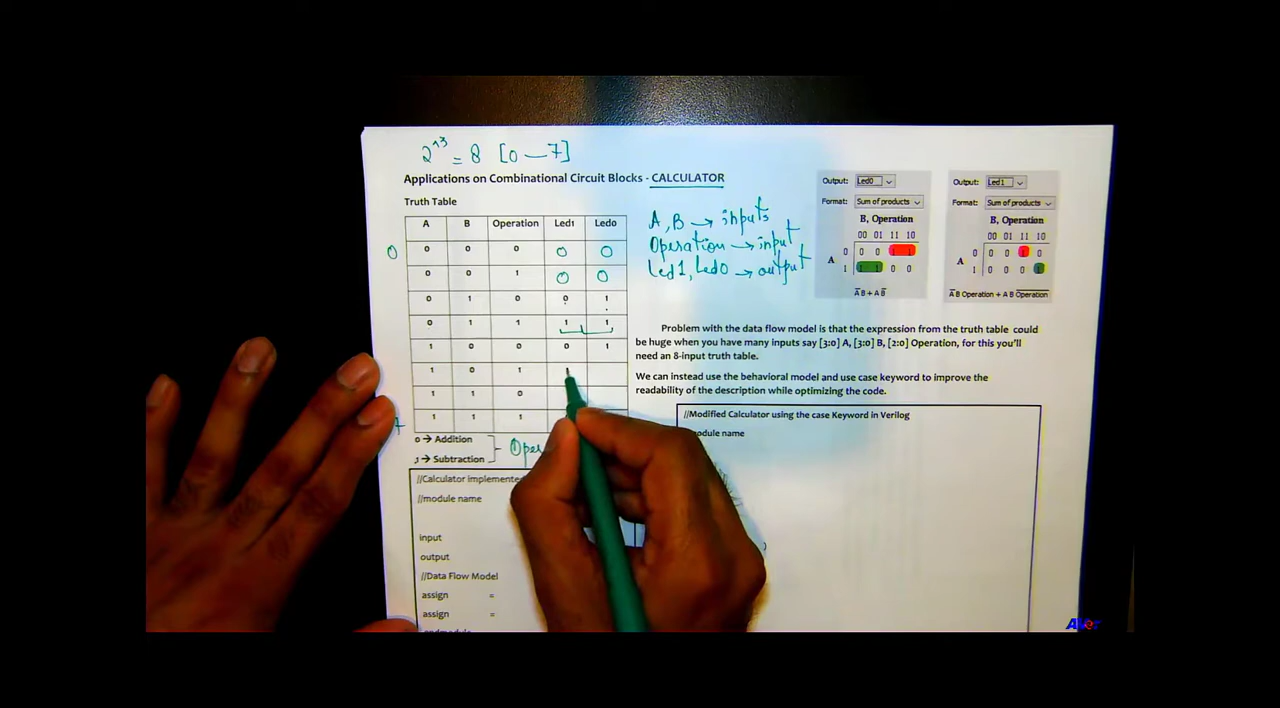 2^3 = 8 [0 — 7]
Applications on Combinational Circuit Blocks - CALCULATOR
Truth Table
A B Operation Led1 Led0
0 0 0 0 0 0
0 0 1 0 0
0 1 0 0 1
0 1 1 1 1
1 0 0 0 1
1 0 1
1 1 0
1 1 1
0 → Addition
→ Subtraction
//Calculator implemented
//module name
input
output
//Data Flow Model
assign =
assign =
A, B → inputs
Operation → input
Led1, Led0 → output
Output: Led0
Format: Sum of products
B, Operation
00 01 11 10
A
0 0 0 1 1
1 1 1 0 0
A̅ B + A B̅
Output: Led1
Format: Sum of products
B, Operation
00 01 11 10
A
0 0 0 1 0
1 0 0 0 1
A̅ B Operation + A B O̅p̅e̅r̅a̅t̅i̅o̅n̅
Problem with the data flow model is that the expression from the truth table could
be huge when you have many inputs say [3:0] A, [3:0] B, [2:0] Operation, for this you'll
need an 8-input truth table.
We can instead use the behavioral model and use case keyword to improve the
readability of the description while optimizing the code.
//Modified Calculator using the case Keyword in Verilog
module name
AVer